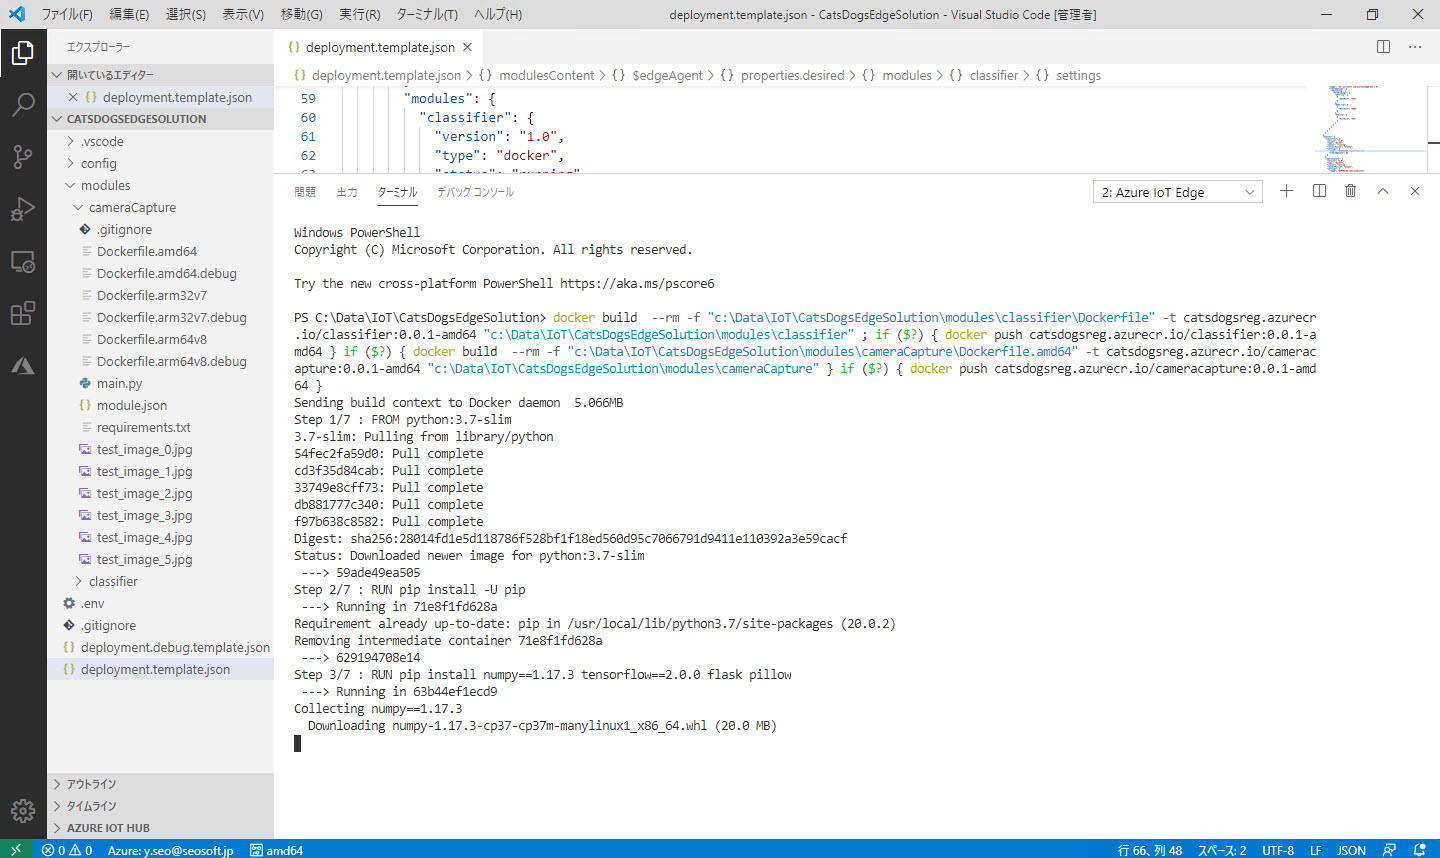 ファイル(F) 編集(E) 選択(S) 表示(V) 移動(G) 実行(R) ターミナル(T) ヘルプ(H) deployment.template.json - CatsDogsEdgeSolution - Visual Studio Code [管理者]
エクスプローラー
開いているエディター
deployment.template.json
CATSDOGSEDGESOLUTION
.vscode
config
modules
cameraCapture
.gitignore
Dockerfile.amd64
Dockerfile.amd64.debug
Dockerfile.arm32v7
Dockerfile.arm32v7.debug
Dockerfile.arm64v8
Dockerfile.arm64v8.debug
main.py
{} module.json
requirements.txt
test_image_0.jpg
test_image_1.jpg
test_image_2.jpg
test_image_3.jpg
test_image_4.jpg
test_image_5.jpg
classifier
.env
.gitignore
{} deployment.debug.template.json
{} deployment.template.json
アウトライン
タイムライン
AZURE IOT HUB
{} deployment.template.json
{} deployment.template.json > {} modulesContent > {} $edgeAgent > {} properties.desired > {} modules > {} classifier > {} settings
59 "modules": {
60 "classifier": {
61 "version": "1.0",
62 "type": "docker",
63 "status": "running"
問題 出力 ターミナル デバッグ コンソール 2: Azure IoT Edge
Windows PowerShell
Copyright (C) Microsoft Corporation. All rights reserved.
Try the new cross-platform PowerShell https://aka.ms/pscore6
PS C:\Data\IoT\CatsDogsEdgeSolution> docker build --rm -f "c:\Data\IoT\CatsDogsEdgeSolution\modules\classifier\Dockerfile" -t catsdogsreg.azurecr
.io/classifier:0.0.1-amd64 "c:\Data\IoT\CatsDogsEdgeSolution\modules\classifier" ; if ($?) { docker push catsdogsreg.azurecr.io/classifier:0.0.1-a
md64 } if ($?) { docker build --rm -f "c:\Data\IoT\CatsDogsEdgeSolution\modules\cameraCapture\Dockerfile.amd64" -t catsdogsreg.azurecr.io/camerac
apture:0.0.1-amd64 "c:\Data\IoT\CatsDogsEdgeSolution\modules\cameraCapture" } if ($?) { docker push catsdogsreg.azurecr.io/cameracapture:0.0.1-amd
64 }
Sending build context to Docker daemon 5.066MB
Step 1/7 : FROM python:3.7-slim
3.7-slim: Pulling from library/python
54fec2fa59d0: Pull complete
cd3f35d84cab: Pull complete
33749e8cff73: Pull complete
db881777c340: Pull complete
f97b638c8582: Pull complete
Digest: sha256:28014fd1e5d118786f528bf1f18ed560d95c7066791d9411e110392a3e59cacf
Status: Downloaded newer image for python:3.7-slim
---> 59ade49ea505
Step 2/7 : RUN pip install -U pip
---> Running in 71e8f1fd628a
Requirement already up-to-date: pip in /usr/local/lib/python3.7/site-packages (20.0.2)
Removing intermediate container 71e8f1fd628a
---> 629194708e14
Step 3/7 : RUN pip install numpy==1.17.3 tensorflow==2.0.0 flask pillow
---> Running in 63b44ef1ecd9
Collecting numpy==1.17.3
Downloading numpy-1.17.3-cp37-cp37m-manylinux1_x86_64.whl (20.0 MB)
0 0 Azure: y.seo@seosoft.jp amd64 行 66、列 48 スペース: 2 UTF-8 LF JSON